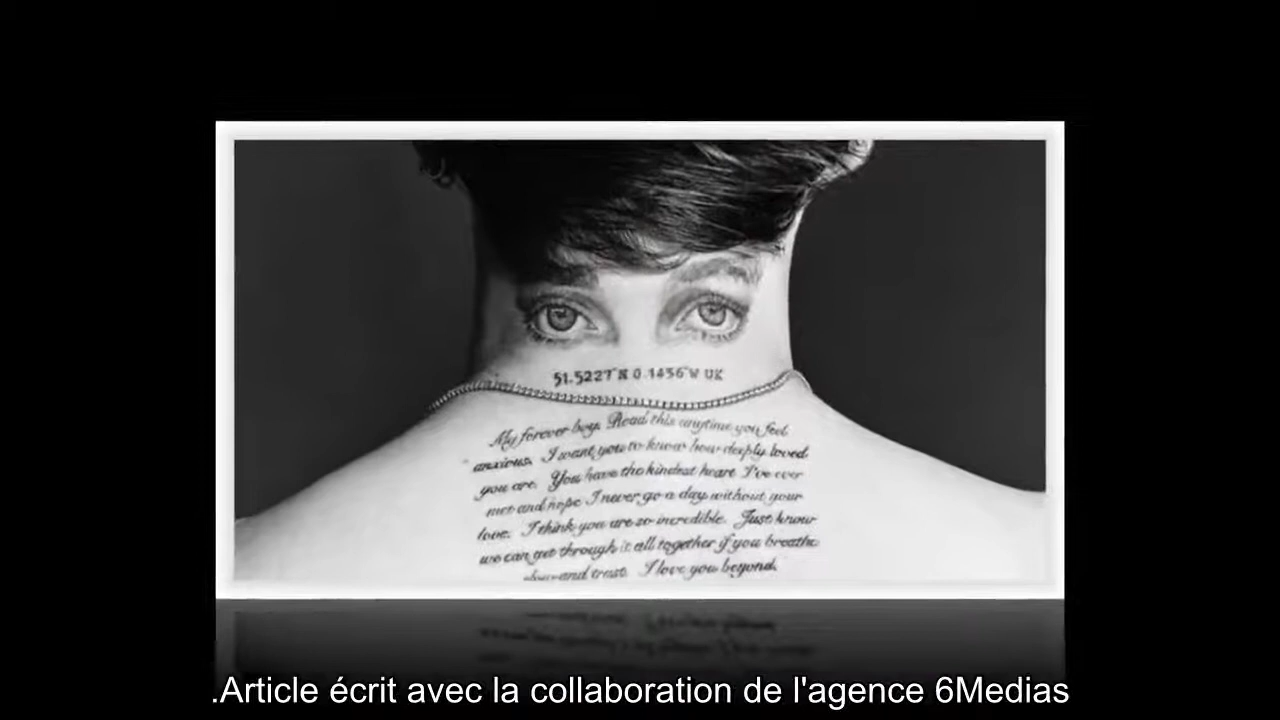 51.5227°N 0.1456°W UK
My forever boy. Read this anytime you feel
anxious. I want you to know how deeply loved
you are. You have the kindest heart I've ever
met and hope I never go a day without your
love. I think you are so incredible. Just know
we can get through it all together if you breathe
and trust. I love you beyond.
.Article écrit avec la collaboration de l'agence 6Medias